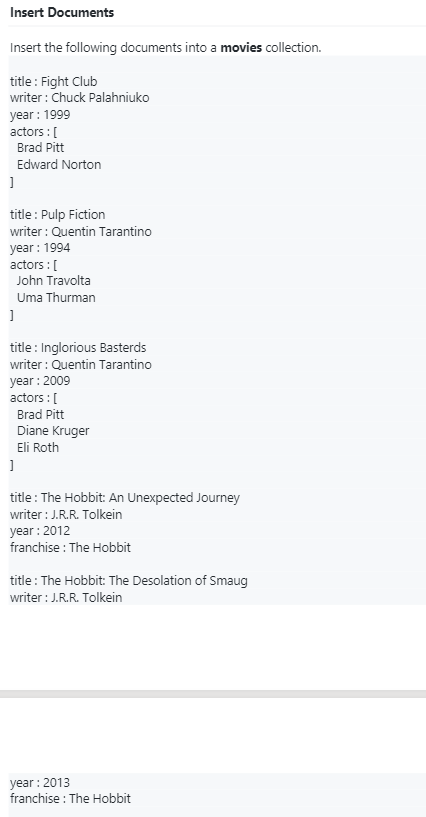 Insert Documents
Insert the following documents into a movies collection.
title : Fight Club
writer : Chuck Palahniuko
year : 1999
actors : [
Brad Pitt
Edward Norton
]
title : Pulp Fiction
writer : Quentin Tarantino
year : 1994
actors : [
John Travolta
Uma Thurman
]
title : Inglorious Basterds
writer : Quentin Tarantino
year : 2009
actors : [
Brad Pitt
Diane Kruger
Eli Roth
]
title : The Hobbit: An Unexpected Journey
writer : J.R.R. Tolkein
year : 2012
franchise : The Hobbit
title : The Hobbit: The Desolation of Smaug
writer : J.R.R. Tolkein
year : 2013
franchise : The Hobbit